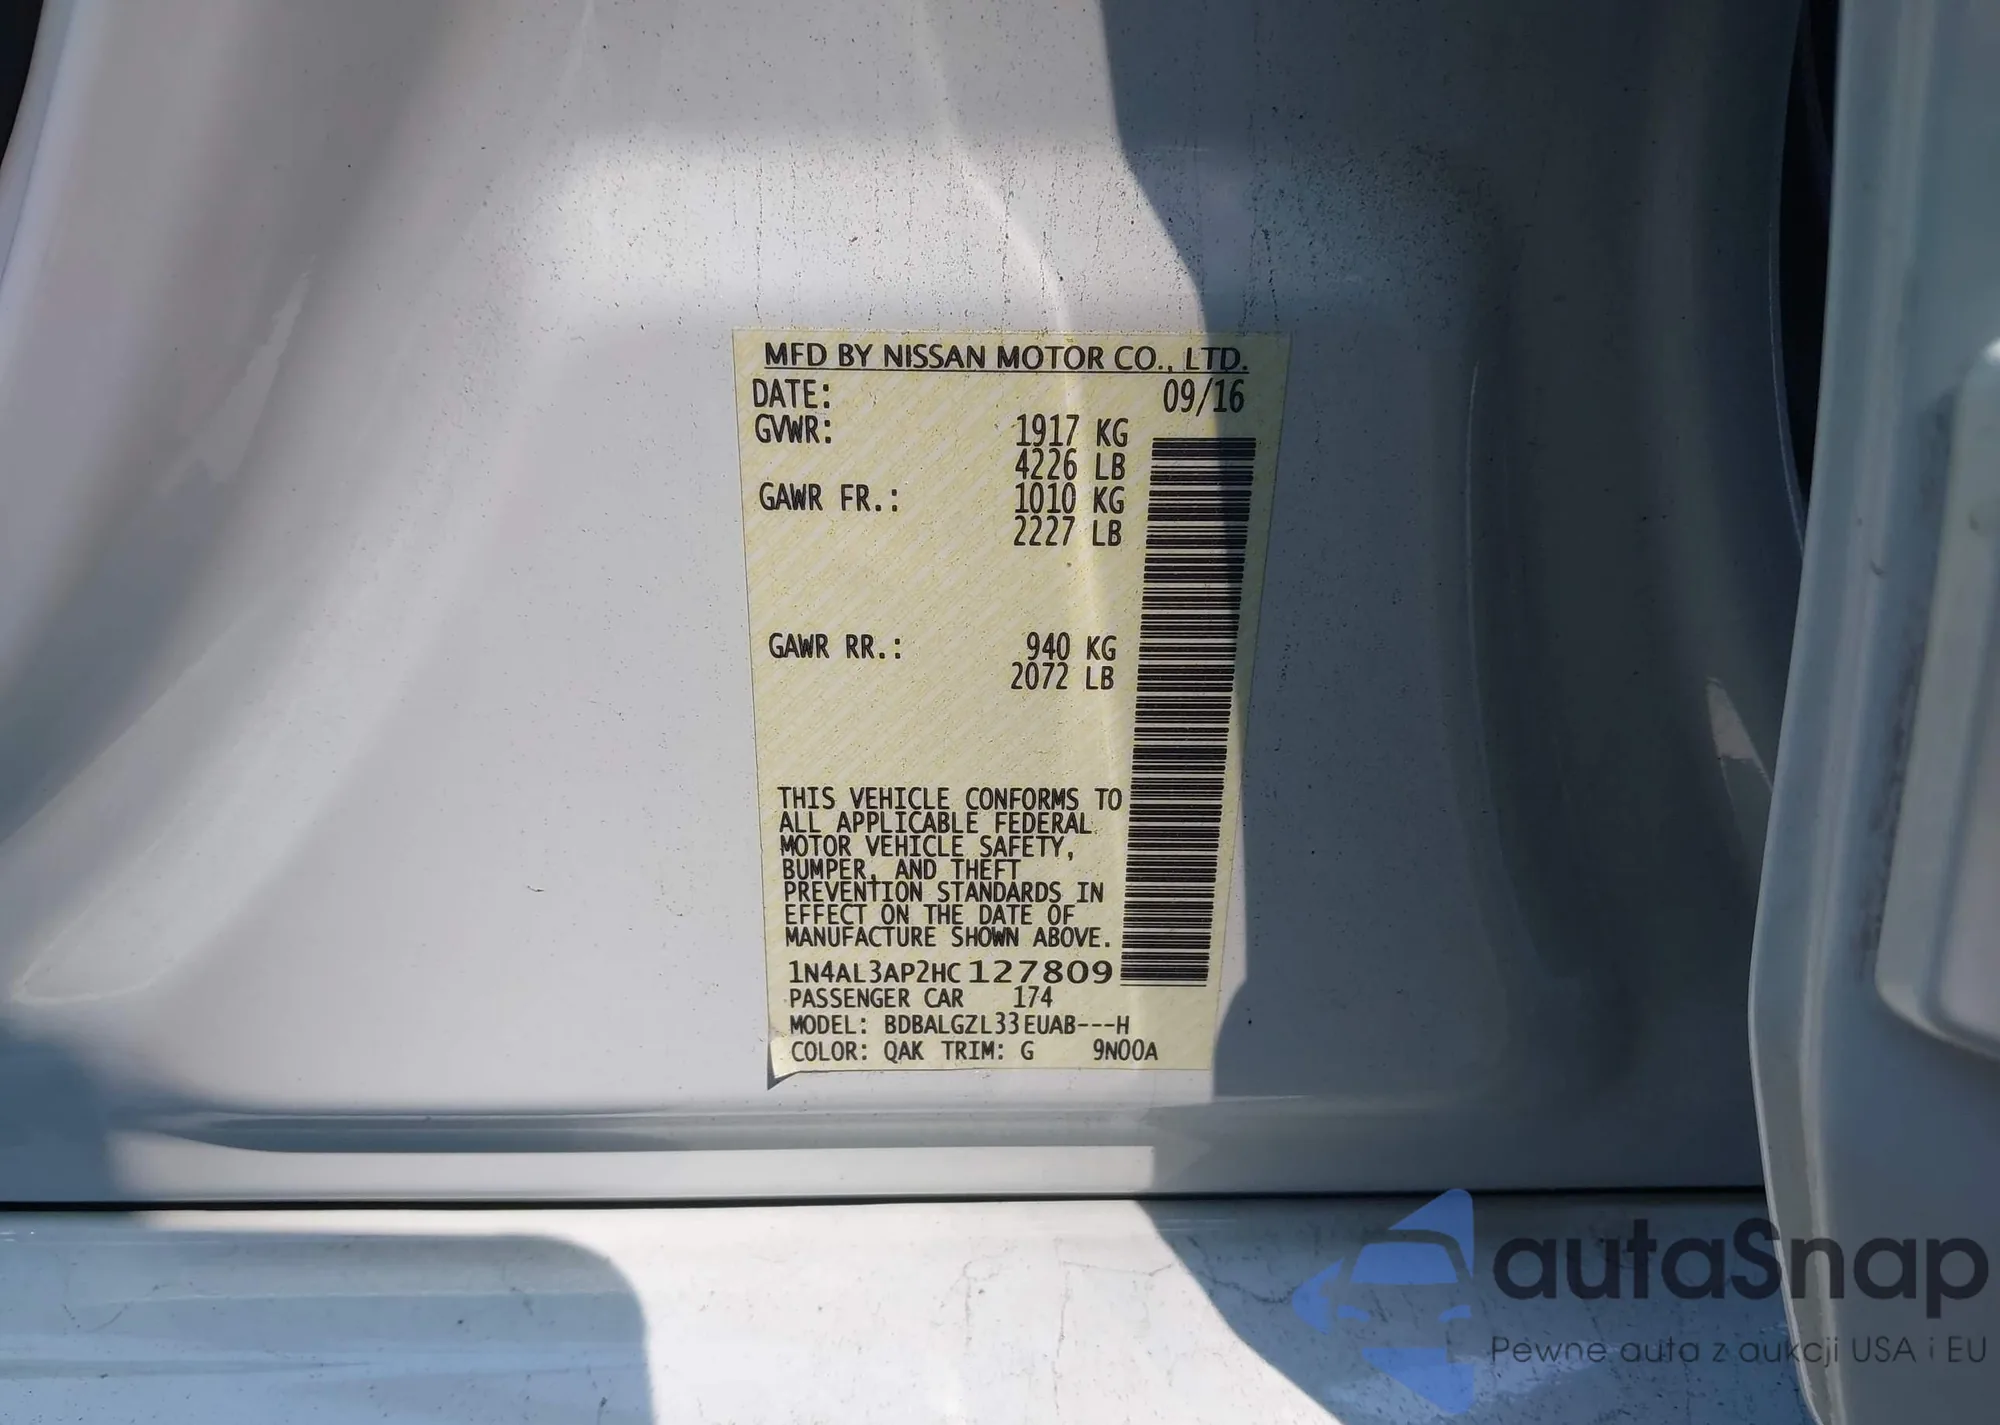 MFD BY NISSAN MOTOR CO., LTD.
DATE: 09/16
GVWR: 1917 KG
4226 LB
GAWR FR.: 1010 KG
2227 LB
GAWR RR.: 940 KG
2072 LB
THIS VEHICLE CONFORMS TO
ALL APPLICABLE FEDERAL
MOTOR VEHICLE SAFETY,
BUMPER, AND THEFT
PREVENTION STANDARDS IN
EFFECT ON THE DATE OF
MANUFACTURE SHOWN ABOVE.
1N4AL3AP2HC127809
PASSENGER CAR 174
MODEL: BDBALGZL33EUAB---H
COLOR: QAK TRIM: G 9N00A
autaSnap
Pewne auta z aukcji USA i EU